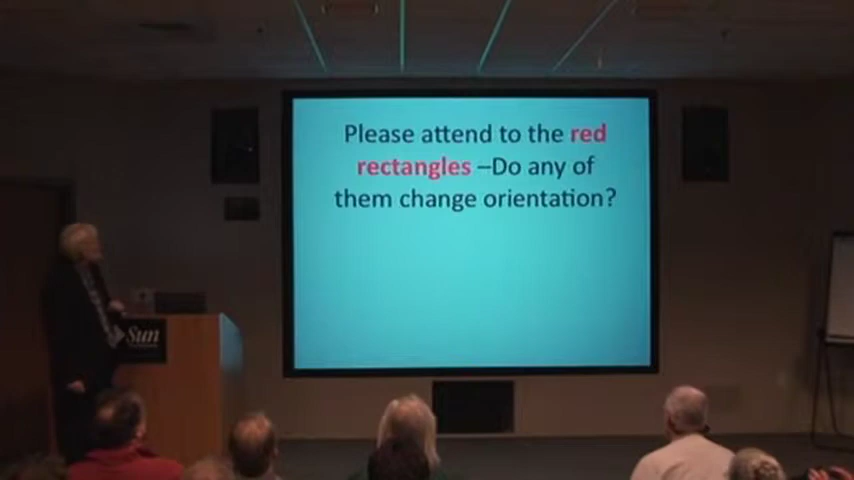 Please attend to the red
rectangles –Do any of
them change orientation?
Sun